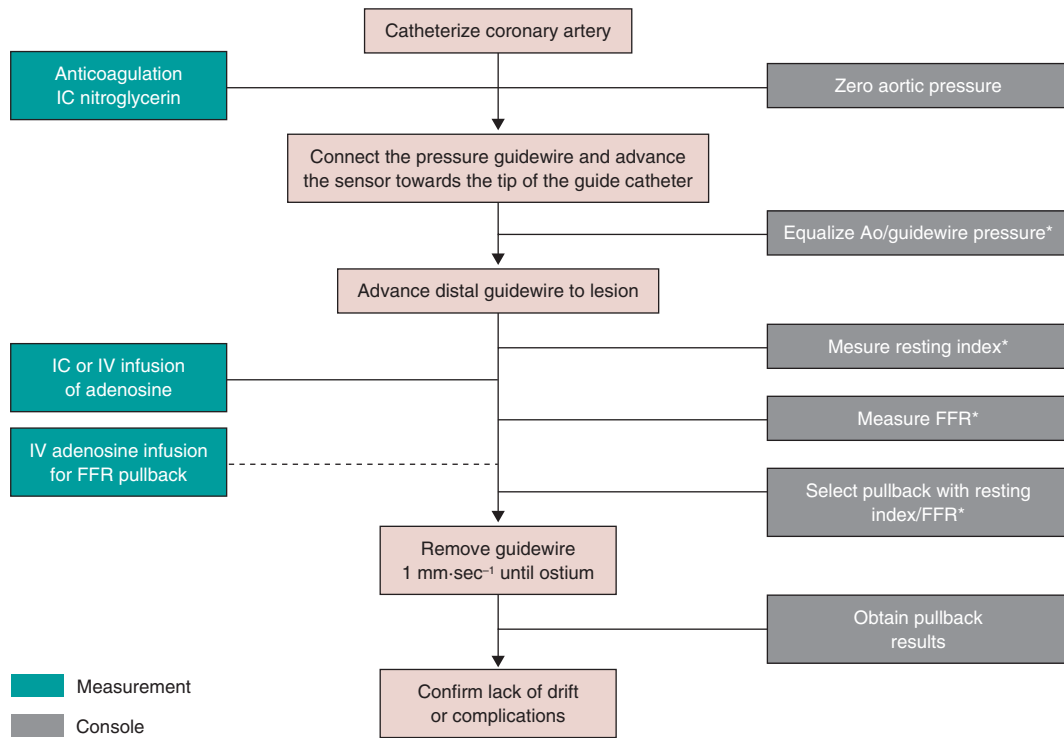 Catheterize coronary artery
Anticoagulation
IC nitroglycerin
Zero aortic pressure
Connect the pressure guidewire and advance
the sensor towards the tip of the guide catheter
Equalize Ao/guidewire pressure*
Advance distal guidewire to lesion
Mesure resting index*
IC or IV infusion
of adenosine
Measure FFR*
IV adenosine infusion
for FFR pullback
Select pullback with resting
index/FFR*
Remove guidewire
1 mm·sec⁻¹ until ostium
Obtain pullback
results
Confirm lack of drift
or complications
Measurement
Console